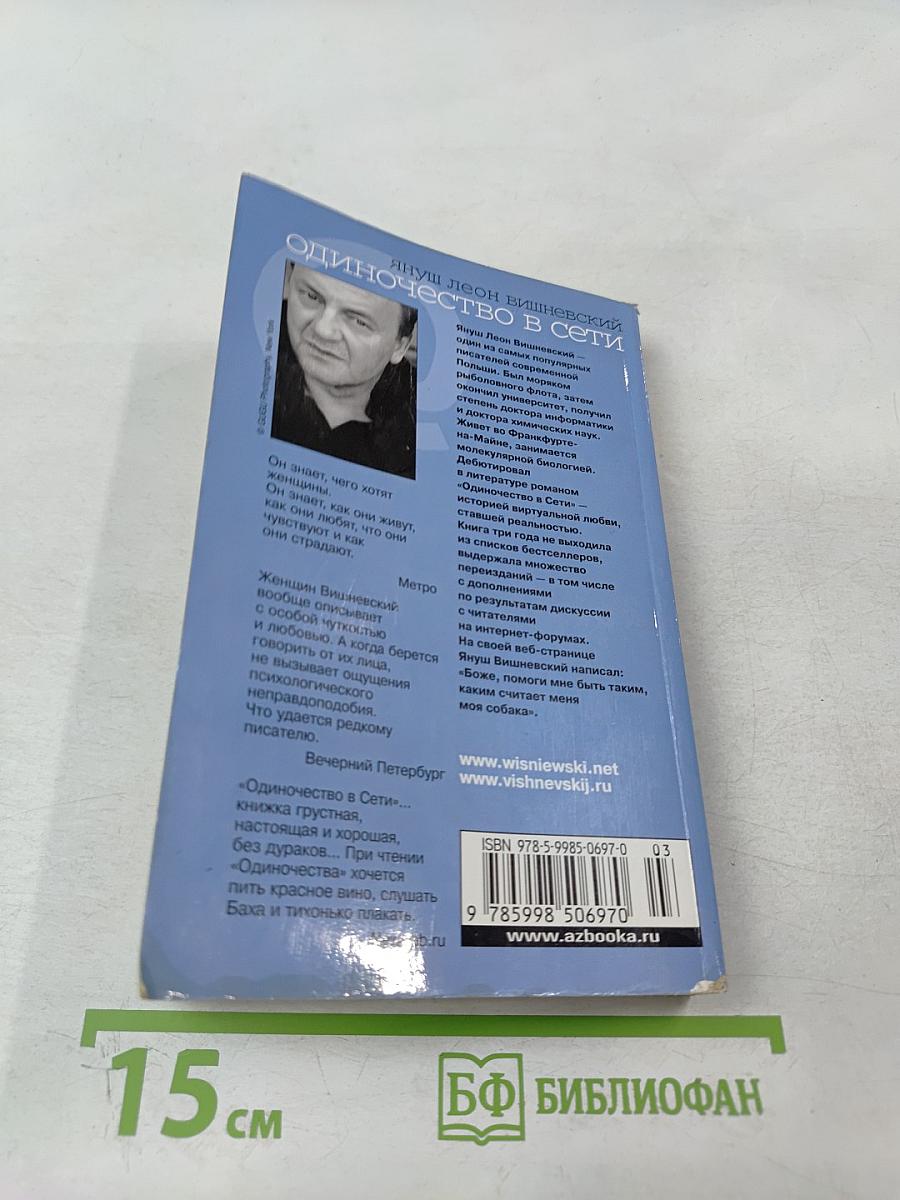 ЯНУШ ЛЕОН ВИШНЕВСКИЙ
ОДИНОЧЕСТВО В СЕТИ
Он знает, чего хотят
женщины.
Он знает, как они живут,
как они любят, что они
чувствуют и как
они страдают.
Метро
Женщин Вишневский
вообще описывает
с особой чуткостью
и любовью. А когда берется
говорить от их лица,
не вызывает ощущения
психологического
неправдоподобия.
Что удается редкому
писателю.
Вечерний Петербург
«Одиночество в Сети»...
книжка грустная,
настоящая и хорошая,
без дураков... При чтении
«Одиночества» хочется
пить красное вино, слушать
Баха и тихонько плакать.
Януш Леон Вишневский —
один из самых популярных
писателей современной
Польши. Был моряком
рыболовного флота, затем
окончил университет, получил
степень доктора информатики
и доктора химических наук.
Живет во Франкфурте-
на-Майне, занимается
молекулярной биологией.
Дебютировал
в литературе романом
«Одиночество в Сети» —
историей виртуальной любви,
ставшей реальностью.
Книга три года не выходила
из списков бестселлеров,
выдержала множество
переизданий — в том числе
с дополнениями
по результатам дискуссии
с читателями
на интернет-форумах.
На своей веб-странице
Януш Вишневский написал:
«Боже, помоги мне быть таким,
каким считает меня
моя собака».
www.wisniewski.net
www.vishnevskij.ru
ISBN 978-5-9985-0697-0 03
9 785998 506970
www.azbooka.ru
15 см
БФ БИБЛИОФАН